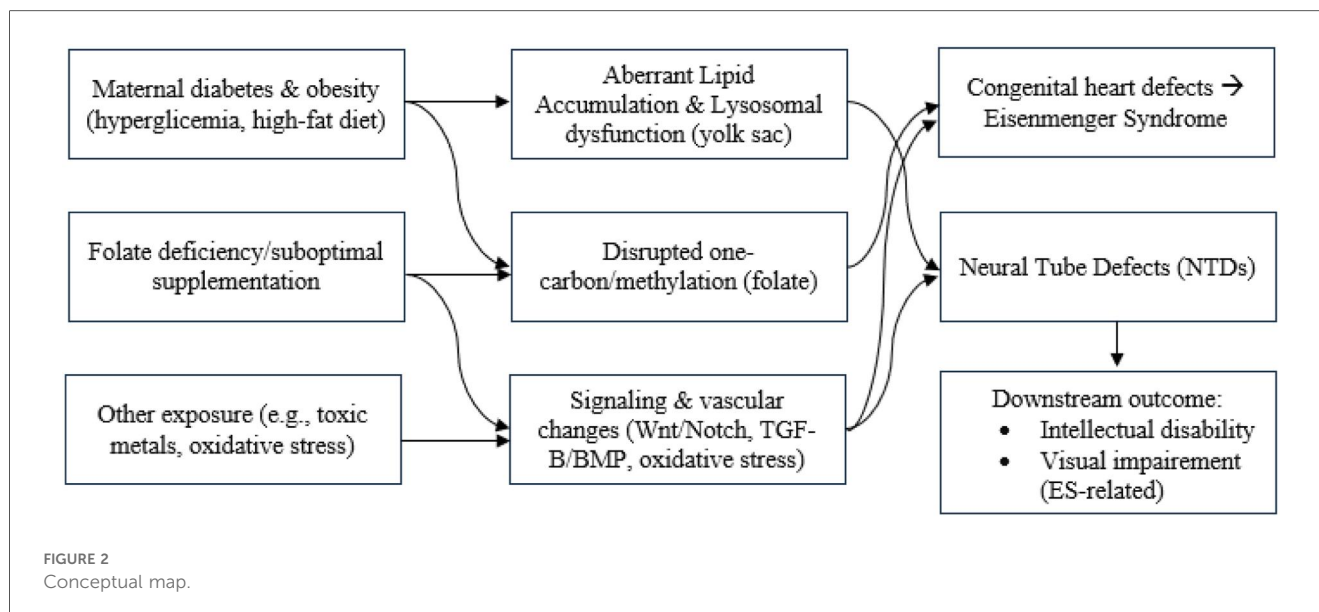 Maternal diabetes & obesity
(hyperglicemia, high-fat diet)
Aberrant Lipid
Accumulation & Lysosomal
dysfunction (yolk sac)
Congenital heart defects →
Eisenmenger Syndrome
Folate deficiency/suboptimal
supplementation
Disrupted one-
carbon/methylation (folate)
Neural Tube Defects (NTDs)
Other exposure (e.g., toxic
metals, oxidative stress)
Signaling & vascular
changes (Wnt/Notch, TGF-
B/BMP, oxidative stress)
Downstream outcome:
• Intellectual disability
• Visual impairement
(ES-related)
FIGURE 2
Conceptual map.